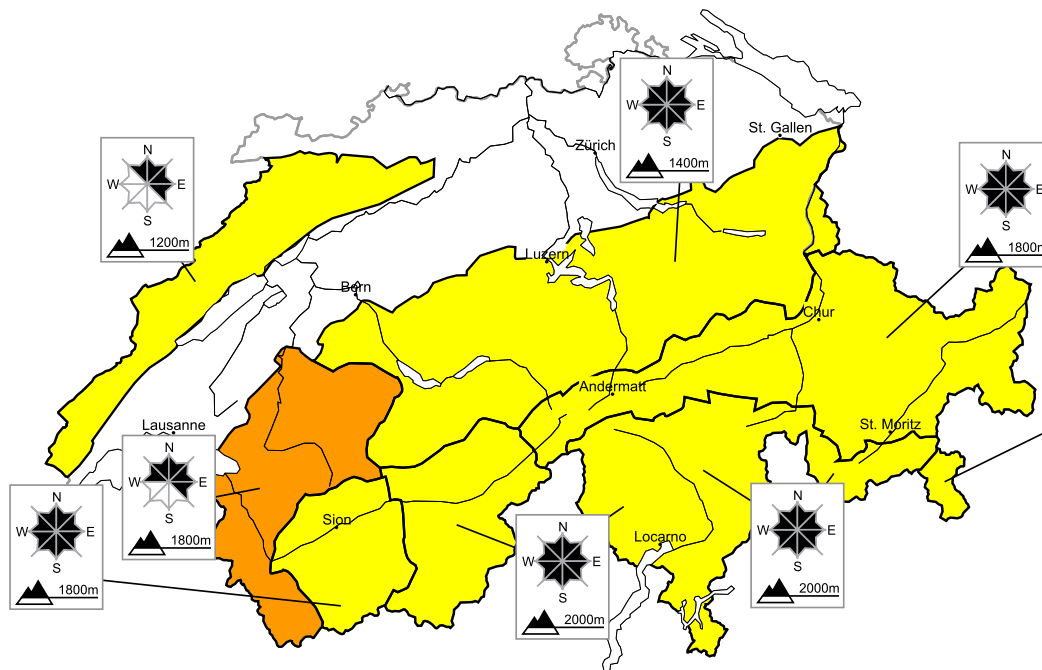 N
W E
S
1400m
St. Gallen
Zürich
N
W E
S
1200m
N
W E
S
1800m
Luzern
Bern
Chur
Andermatt
Lausanne
St. Moritz
N
W E
S
1800m
N
W E
S
1800m
Sion
N
W E
S
2000m
Locarno
N
W E
S
2000m